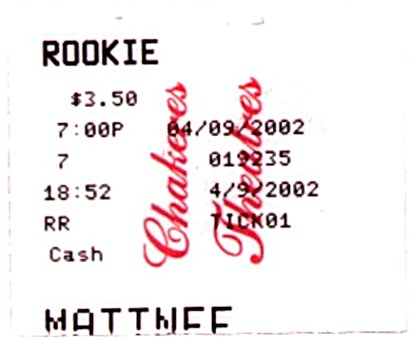 ROOKIE
$3.50
7:00P 04/09/2002
7 019235
18:52 4/9/2002
RR TICK01
Cash
MATINEE
Chakeres
Theatres